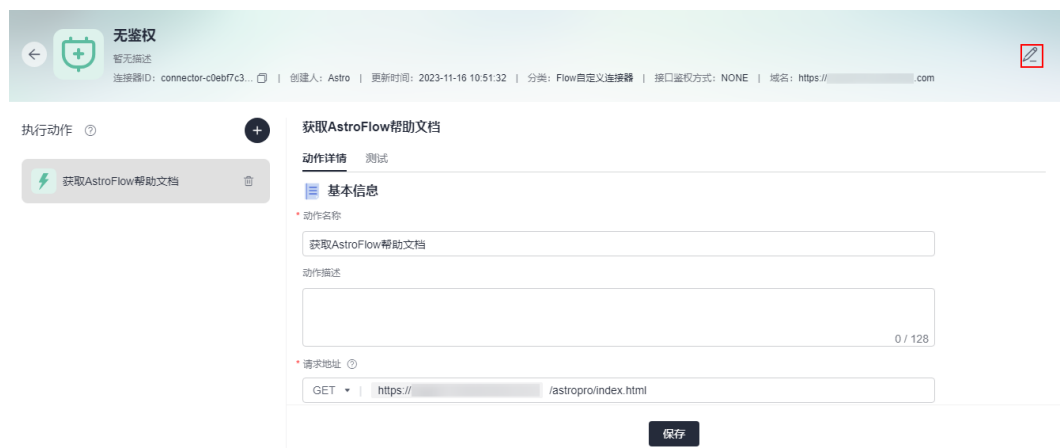 无鉴权
暂无描述
连接器ID: connector-c0ebf7c3... | 创建人: Astro | 更新时间: 2023-11-16 10:51:32 | 分类: Flow自定义连接器 | 接口鉴权方式: NONE | 域名: https:// .com
执行动作
获取AstroFlow帮助文档
获取AstroFlow帮助文档
动作详情 测试
基本信息
* 动作名称
获取AstroFlow帮助文档
动作描述
0 / 128
* 请求地址
GET | https:// /astropro/index.html
保存